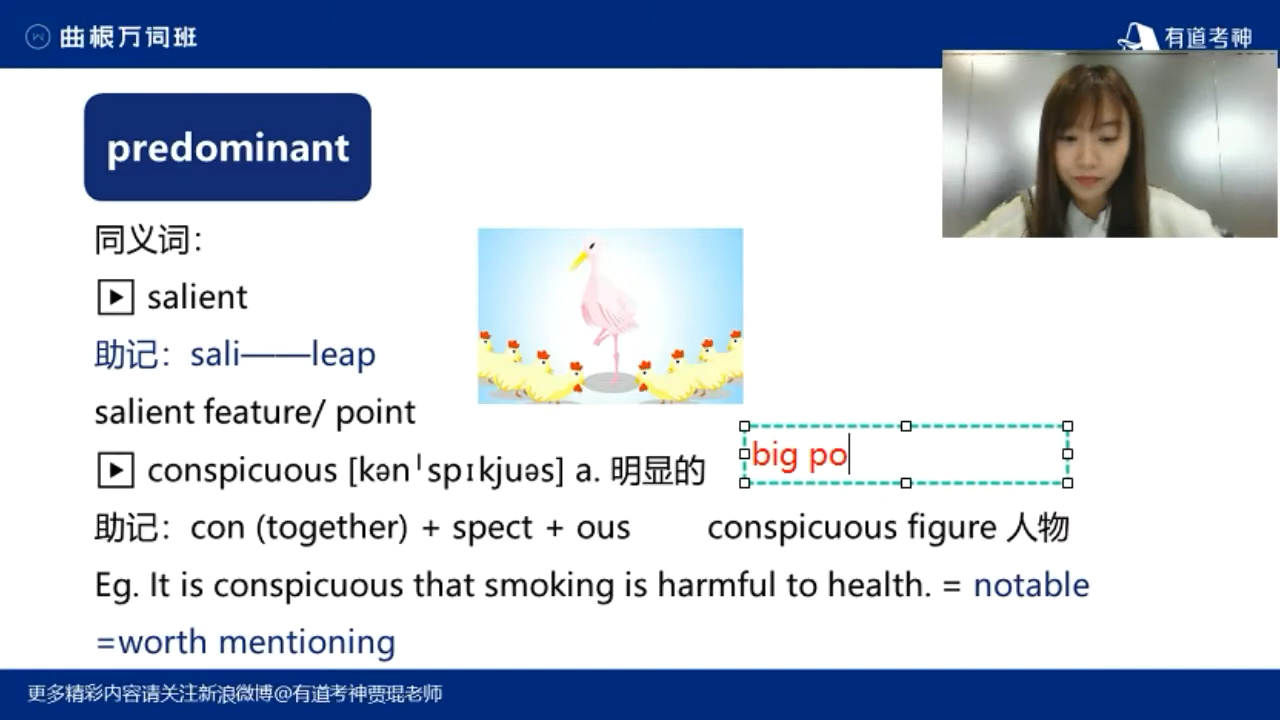 曲根万词班
有道考神
predominant
同义词：
salient
助记：sali——leap
salient feature/ point
conspicuous [kənˈspɪkjuəs] a. 明显的
big po
助记：con (together) + spect + ous
conspicuous figure 人物
Eg. It is conspicuous that smoking is harmful to health. = notable
=worth mentioning
更多精彩内容请关注新浪微博@有道考神贾琨老师